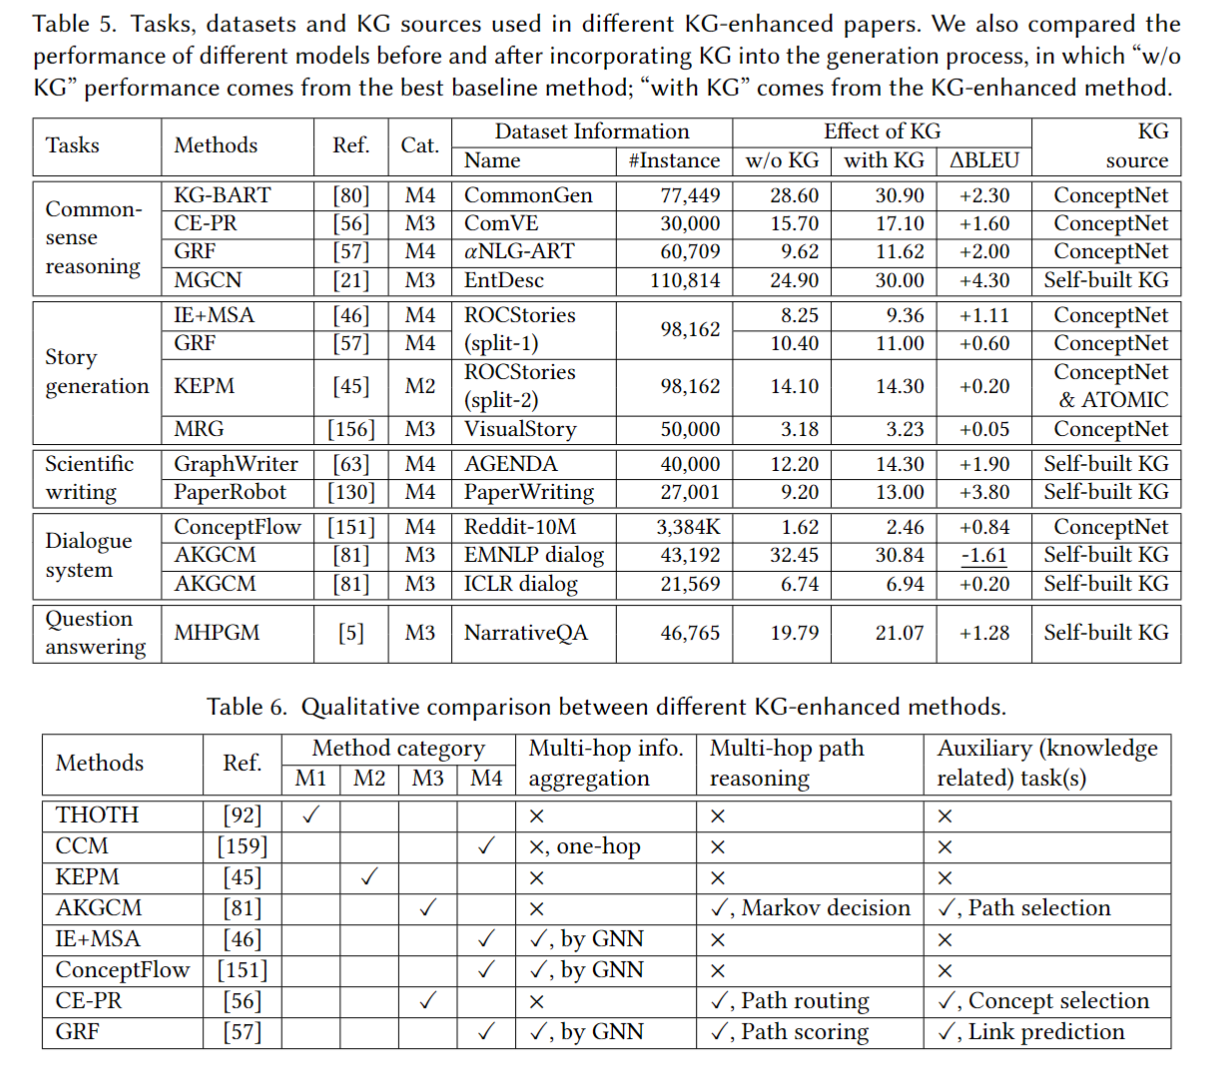 Table 5. Tasks, datasets and KG sources used in different KG-enhanced papers. We also compared the
performance of different models before and after incorporating KG into the generation process, in which “w/o
KG” performance comes from the best baseline method; “with KG” comes from the KG-enhanced method.
Tasks Methods Ref. Cat. Dataset Information Effect of KG KG
Name #Instance w/o KG with KG ΔBLEU source
Common-
sense
reasoning
KG-BART [80] M4 CommonGen 77,449 28.60 30.90 +2.30 ConceptNet
CE-PR [56] M3 ComVE 30,000 15.70 17.10 +1.60 ConceptNet
GRF [57] M4 αNLG-ART 60,709 9.62 11.62 +2.00 ConceptNet
MGCN [21] M3 EntDesc 110,814 24.90 30.00 +4.30 Self-built KG
Story
generation
IE+MSA [46] M4 ROCStories 98,162 8.25 9.36 +1.11 ConceptNet
GRF [57] M4 (split-1) 10.40 11.00 +0.60 ConceptNet
KEPM [45] M2 ROCStories 98,162 14.10 14.30 +0.20 ConceptNet
(split-2) & ATOMIC
MRG [156] M3 VisualStory 50,000 3.18 3.23 +0.05 ConceptNet
Scientific
writing
GraphWriter [63] M4 AGENDA 40,000 12.20 14.30 +1.90 Self-built KG
PaperRobot [130] M4 PaperWriting 27,001 9.20 13.00 +3.80 Self-built KG
Dialogue
system
ConceptFlow [151] M4 Reddit-10M 3,384K 1.62 2.46 +0.84 ConceptNet
AKGCM [81] M3 EMNLP dialog 43,192 32.45 30.84 -1.61 Self-built KG
AKGCM [81] M3 ICLR dialog 21,569 6.74 6.94 +0.20 Self-built KG
Question
answering
MHPGM [5] M3 NarrativeQA 46,765 19.79 21.07 +1.28 Self-built KG
Table 6. Qualitative comparison between different KG-enhanced methods.
Methods Ref. Method category Multi-hop info. Multi-hop path Auxiliary (knowledge
M1 M2 M3 M4 aggregation reasoning related) task(s)
THOTH [92] ✓ × × ×
CCM [159] ✓ ×, one-hop × ×
KEPM [45] ✓ × × ×
AKGCM [81] ✓ × ✓, Markov decision ✓, Path selection
IE+MSA [46] ✓ ✓, by GNN × ×
ConceptFlow [151] ✓ ✓, by GNN × ×
CE-PR [56] ✓ × ✓, Path routing ✓, Concept selection
GRF [57] ✓ ✓, by GNN ✓, Path scoring ✓, Link prediction